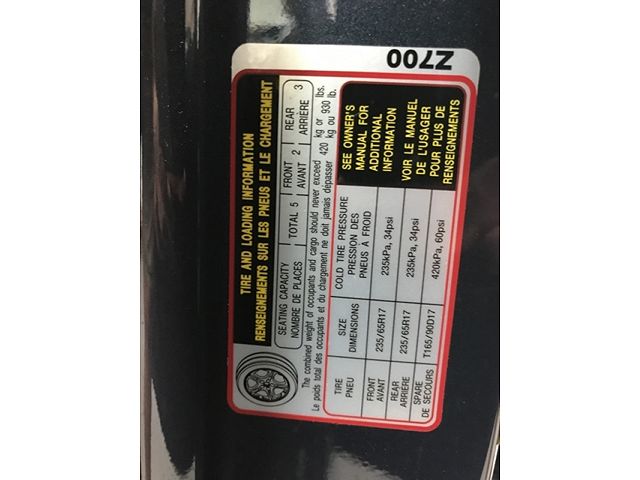 Z700
TIRE AND LOADING INFORMATION
RENSEIGNEMENTS SUR LES PNEUS ET LE CHARGEMENT
SEATING CAPACITY TOTAL 5 FRONT 2 REAR 3
NOMBRE DE PLACES AVANT ARRIÈRE
The combined weight of occupants and cargo should never exceed 420 kg or 930 lbs.
Le poids total des occupants et du chargement ne doit jamais dépasser 420 kg ou 930 lb.
TIRE SIZE COLD TIRE PRESSURE
PNEU DIMENSIONS PRESSION DES
PNEUS À FROID
FRONT 235/65R17 235kPa, 34psi
AVANT
REAR 235/65R17 235kPa, 34psi
ARRIÈRE
SPARE T165/90D17 420kPa, 60psi
DE SECOURS
SEE OWNER'S
MANUAL FOR
ADDITIONAL
INFORMATION
VOIR LE MANUEL
DE L'USAGER
POUR PLUS DE
RENSEIGNEMENTS